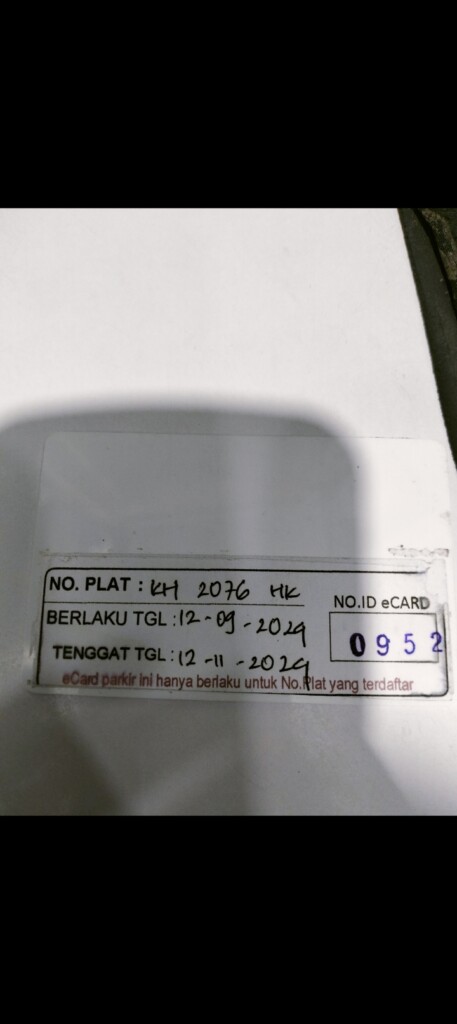 NO. PLAT : KH 2076 HK
NO.ID eCARD
BERLAKU TGL : 12-09-2024
0952
TENGGAT TGL : 12-11-2024
eCard parkir ini hanya berlaku untuk No.Plat yang terdaftar